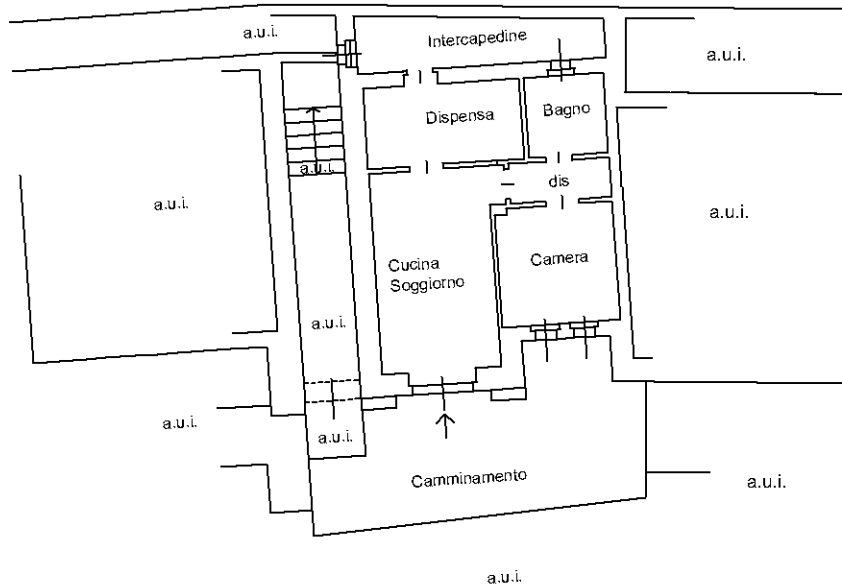 a.u.i.
Intercapedine
a.u.i.
Dispensa
Bagno
a.u.i.
dis
a.u.i.
a.u.i.
Cucina
Soggiorno
Camera
a.u.i.
a.u.i.
a.u.i.
Camminamento
a.u.i.
a.u.i.